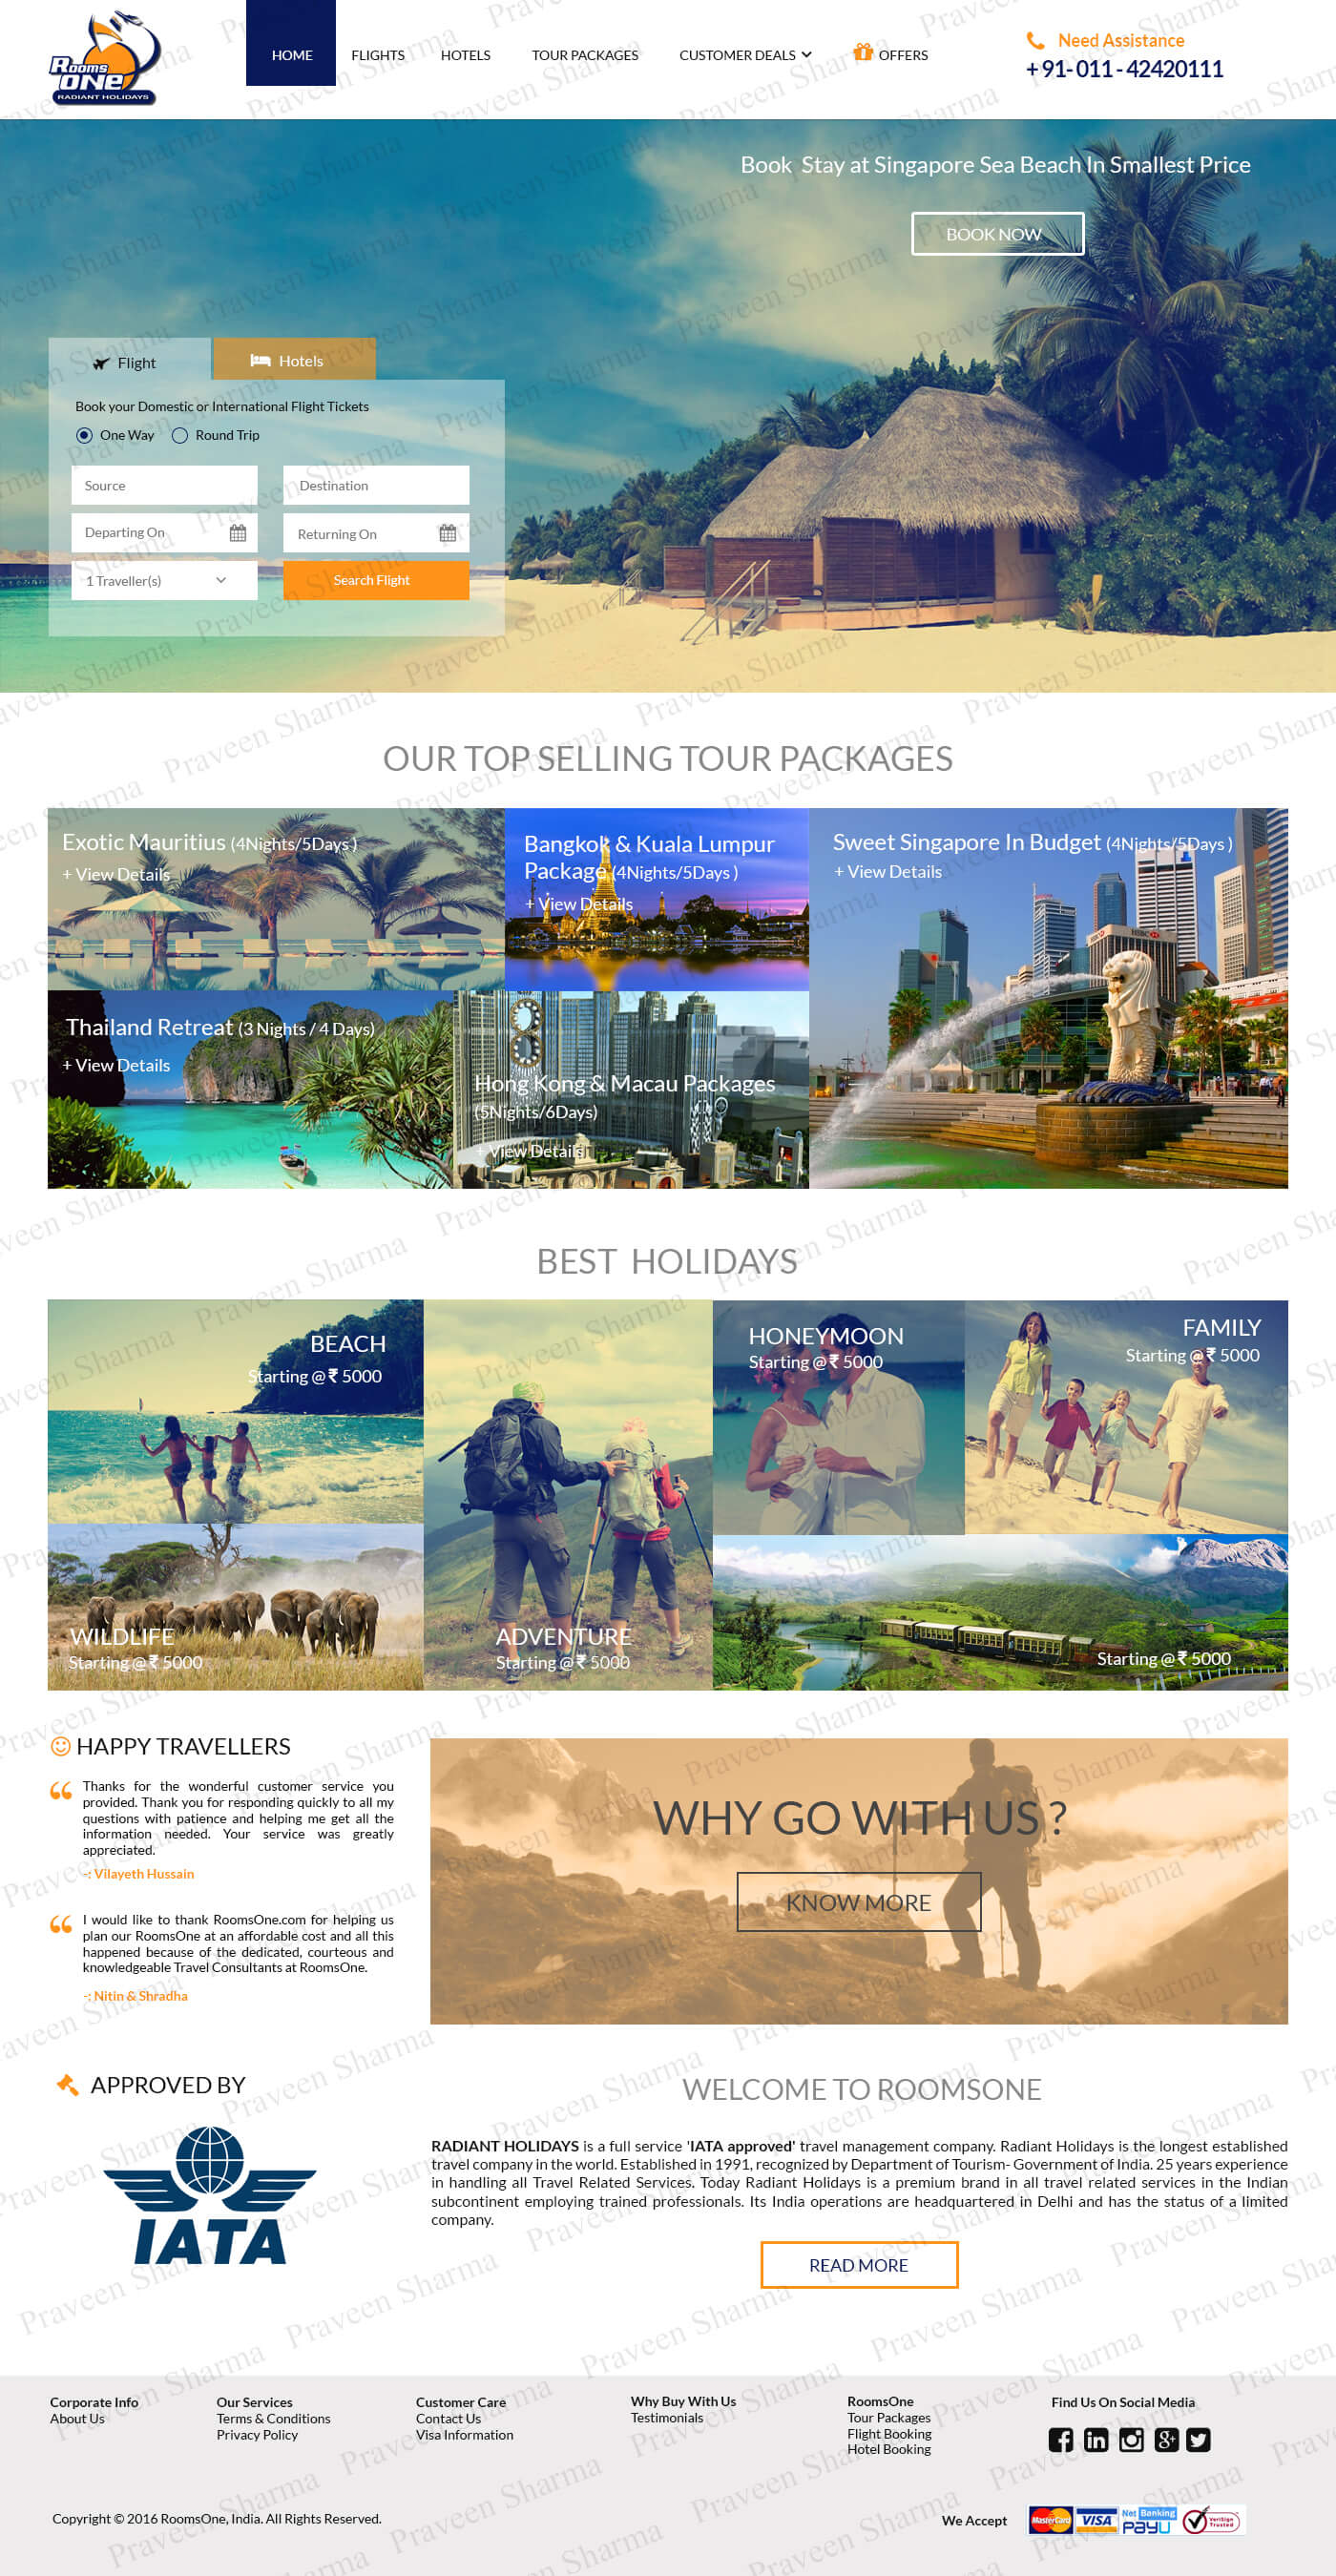 Rooms
ONE
RADIANT HOLIDAYS
HOME
FLIGHTS
HOTELS
TOUR PACKAGES
CUSTOMER DEALS
OFFERS
Need Assistance
+ 91- 011 - 42420111
Book Stay at Singapore Sea Beach In Smallest Price
BOOK NOW
Flight
Hotels
Book your Domestic or International Flight Tickets
One Way
Round Trip
Source
Destination
Departing On
Returning On
1 Traveller(s)
Search Flight
OUR TOP SELLING TOUR PACKAGES
Exotic Mauritius (4Nights/5Days )
+ View Details
Bangkok & Kuala Lumpur
Package (4Nights/5Days )
+ View Details
Sweet Singapore In Budget (4Nights/5Days )
+ View Details
HSBC
Thailand Retreat (3 Nights / 4 Days)
+ View Details
Hong Kong & Macau Packages
(5Nights/6Days)
+ View Details
BEST HOLIDAYS
BEACH
Starting @ ₹ 5000
HONEYMOON
Starting @ ₹ 5000
FAMILY
Starting @ ₹ 5000
WILDLIFE
Starting @ ₹ 5000
ADVENTURE
Starting @ ₹ 5000
Starting @ ₹ 5000
HAPPY TRAVELLERS
Thanks for the wonderful customer service you
provided. Thank you for responding quickly to all my
questions with patience and helping me get all the
information needed. Your service was greatly
appreciated.
-: Vilayeth Hussain
I would like to thank RoomsOne.com for helping us
plan our RoomsOne at an affordable cost and all this
happened because of the dedicated, courteous and
knowledgeable Travel Consultants at RoomsOne.
-: Nitin & Shradha
WHY GO WITH US ?
KNOW MORE
APPROVED BY
IATA
WELCOME TO ROOMSONE
RADIANT HOLIDAYS is a full service 'IATA approved' travel management company. Radiant Holidays is the longest established
travel company in the world. Established in 1991, recognized by Department of Tourism- Government of India. 25 years experience
in handling all Travel Related Services. Today Radiant Holidays is a premium brand in all travel related services in the Indian
subcontinent employing trained professionals. Its India operations are headquartered in Delhi and has the status of a limited
company.
READ MORE
Corporate Info
About Us
Our Services
Terms & Conditions
Privacy Policy
Customer Care
Contact Us
Visa Information
Why Buy With Us
Testimonials
RoomsOne
Tour Packages
Flight Booking
Hotel Booking
Find Us On Social Media
Copyright © 2016 RoomsOne, India. All Rights Reserved.
We Accept
MasterCard
VISA
Net Banking
PayU
VeriSign
Trusted
Praveen Sharma